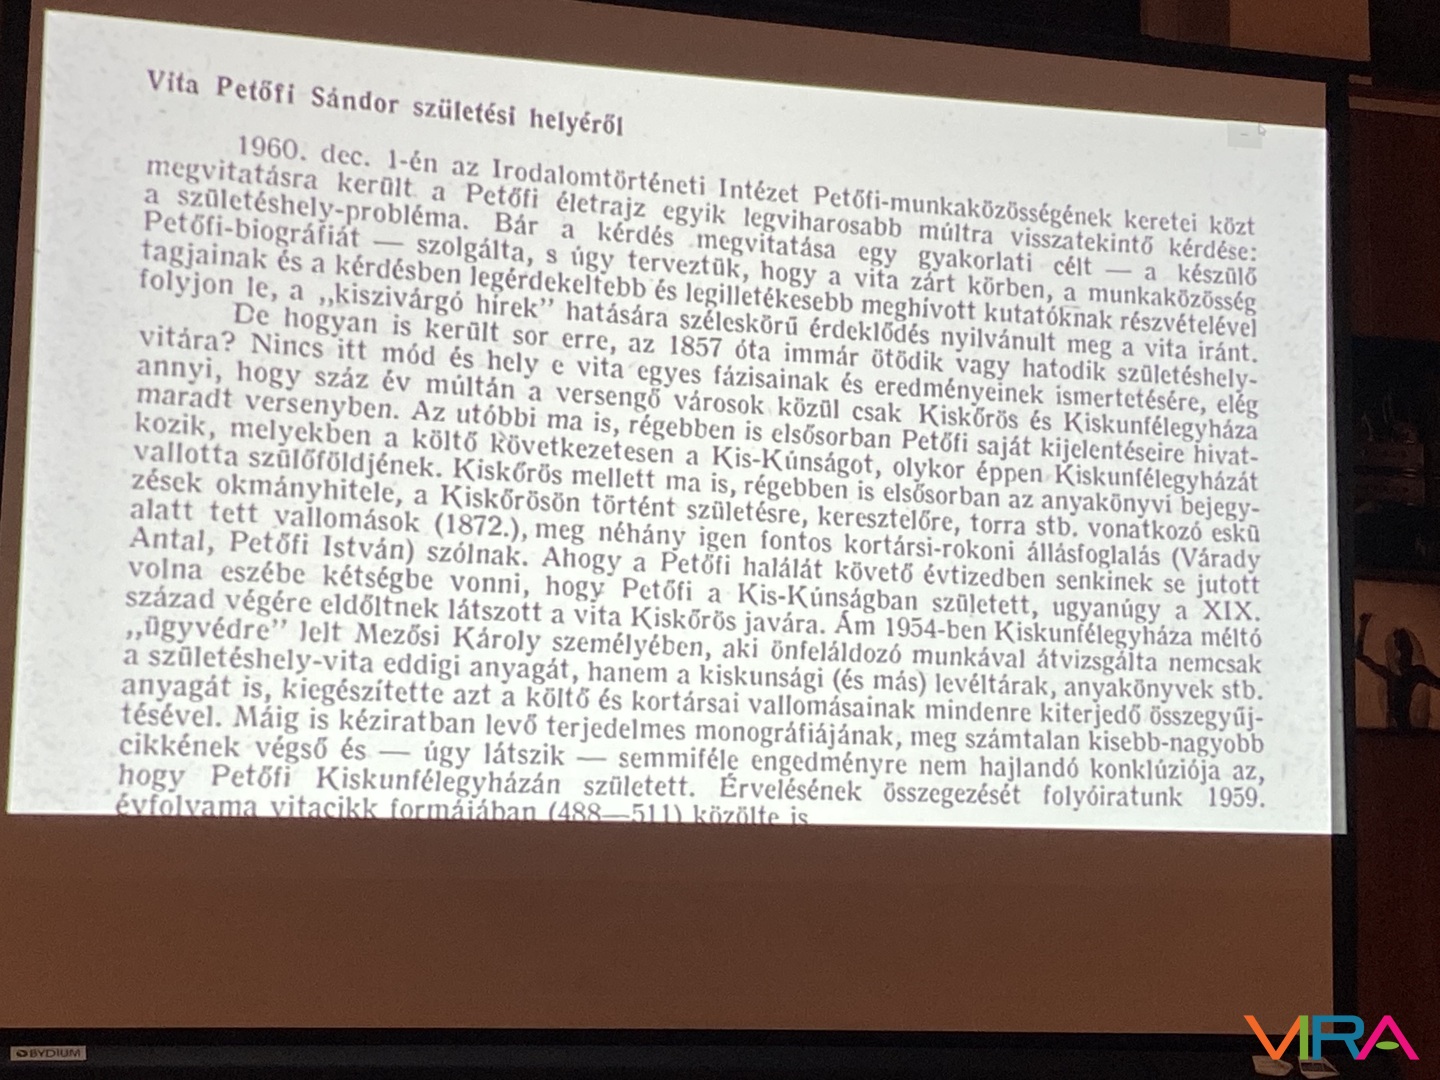 Vita Petőfi Sándor születési helyéről
1960. dec. 1-én az Irodalomtörténeti Intézet Petőfi-munkaközösségének keretei közt
megvitatásra került a Petőfi életrajz egyik legviharosabb múltra visszatekintő kérdése:
a születéshely-probléma. Bár a kérdés megvitatása egy gyakorlati célt — a készülő
Petőfi-biográfiát — szolgálta, s úgy terveztük, hogy a vita zárt körben, a munkaközösség
tagjainak és a kérdésben legérdekeltebb és legilletékesebb meghívott kutatóknak részvételével
folyjon le, a „kiszivárgó hírek” hatására széleskörű érdeklődés nyilvánult meg a vita iránt.
De hogyan is került sor erre, az 1857 óta immár ötödik vagy hatodik születéshely-
vitára? Nincs itt mód és hely e vita egyes fázisainak és eredményeinek ismertetésére, elég
annyi, hogy száz év múltán a versengő városok közül csak Kiskőrös és Kiskunfélegyháza
maradt versenyben. Az utóbbi ma is, régebben is elsősorban Petőfi saját kijelentéseire hivat-
kozik, melyekben a költő következetesen a Kis-Kúnságot, olykor éppen Kiskunfélegyházát
vallotta szülőföldjének. Kiskőrös mellett ma is, régebben is elsősorban az anyakönyvi bejegy-
zések okmányhitele, a Kiskőrösön történt születésre, keresztelőre, torra stb. vonatkozó eskü
alatt tett vallomások (1872.), meg néhány igen fontos kortársi-rokoni állásfoglalás (Várady
Antal, Petőfi István) szólnak. Ahogy a Petőfi halálát követő évtizedben senkinek se jutott
volna eszébe kétségbe vonni, hogy Petőfi a Kis-Kúnságban született, ugyanúgy a XIX.
század végére eldőltnek látszott a vita Kiskőrös javára. Ám 1954-ben Kiskunfélegyháza méltó
„ügyvédre” lelt Mezősi Károly személyében, aki önfeláldozó munkával átvizsgálta nemcsak
a születéshely-vita eddigi anyagát, hanem a kiskunsági (és más) levéltárak, anyakönyvek stb.
anyagát is, kiegészítette azt a költő és kortársai vallomásainak mindenre kiterjedő összegyűj-
tésével. Máig is kéziratban levő terjedelmes monográfiájának, meg számtalan kisebb-nagyobb
cikkének végső és — úgy látszik — semmiféle engedményre nem hajlandó konklúziója az,
hogy Petőfi Kiskunfélegyházán született. Érvelésének összegezését folyóiratunk 1959.
évfolyama vitacikk formájában (488—511) közölte is
BYDIUM
VIRA